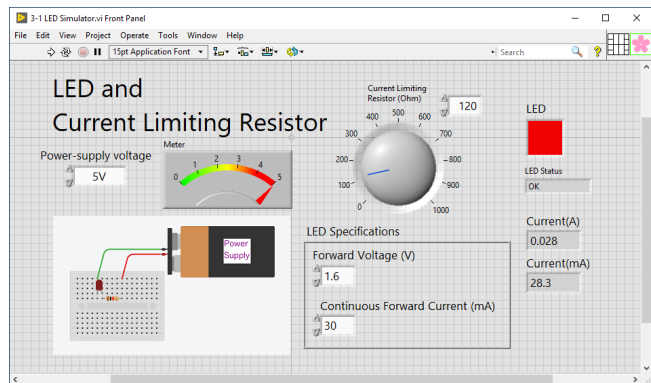 3-1 LED Simulator.vi Front Panel
File Edit View Project Operate Tools Window Help
15pt Application Font
Search
LED and
Current Limiting Resistor
Power-supply voltage
5V
Meter
0 1 2 3 4 5
Current Limiting
Resistor (Ohm)
120
0 100 200 300 400 500 600 700 800 900 1000
LED
LED Status
OK
Power
Supply
LED Specifications
Forward Voltage (V)
1.6
Continuous Forward Current (mA)
30
Current(A)
0.028
Current(mA)
28.3